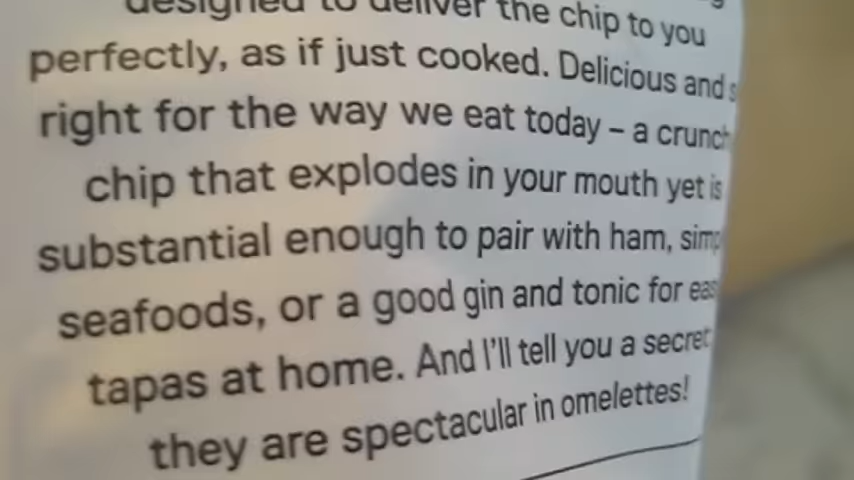 designed to deliver the chip to you
perfectly, as if just cooked. Delicious and
right for the way we eat today – a
chip that explodes in your mouth yet is
substantial enough to pair with ham,
seafoods, or a good gin and tonic for
tapas at home. And I'll tell you a secret
they are spectacular in omelettes!